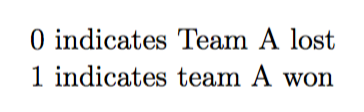 0 indicates Team A lost
1 indicates team A won